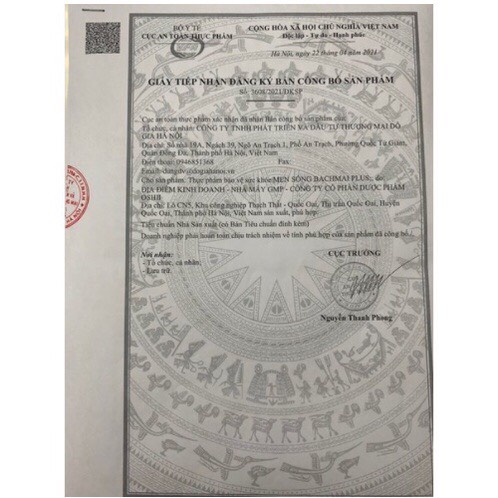 BỘ Y TẾ
CỤC AN TOÀN THỰC PHẨM
CỘNG HÒA XÃ HỘI CHỦ NGHĨA VIỆT NAM
Độc lập - Tự do - Hạnh phúc
Hà Nội, ngày 22 tháng 04 năm 2021
GIẤY TIẾP NHẬN ĐĂNG KÝ BẢN CÔNG BỐ SẢN PHẨM
Số: 3608/2021/ĐKSP
Cục an toàn thực phẩm xác nhận đã nhận Bản công bố sản phẩm của:
Tổ chức, cá nhân: CÔNG TY TNHH PHÁT TRIỂN VÀ ĐẦU TƯ THƯƠNG MẠI ĐỖ
GIA HÀ NỘI
Địa chỉ: Số nhà 19A, Ngách 39, Ngõ An Trạch 1, Phố An Trạch, Phường Quốc Tử Giám,
Quận Đống Đa, Thành phố Hà Nội, Việt Nam
Điện thoại: 0946851368 Fax:
Email:
Cho sản phẩm: Thực phẩm bảo vệ sức khỏe MEN SỐNG BACHMAI PLUS; do:
ĐỊA ĐIỂM KINH DOANH - NHÀ MÁY GMP - CÔNG TY CỔ PHẦN DƯỢC PHẨM
Địa chỉ: Lô CN5, Khu công nghiệp Thạch Thất - Quốc Oai, Thị trấn Quốc Oai, Huyện
Quốc Oai, Thành phố Hà Nội, Việt Nam sản xuất, phù hợp:
Tiêu chuẩn Nhà Sản xuất (có Bản Tiêu chuẩn đính kèm)
Doanh nghiệp phải hoàn toàn chịu trách nhiệm về tính phù hợp của sản phẩm đã công bố.
Nơi nhận:
- Tổ chức, cá nhân;
- Lưu trữ.
CỤC TRƯỞNG
Nguyễn Thanh Phong